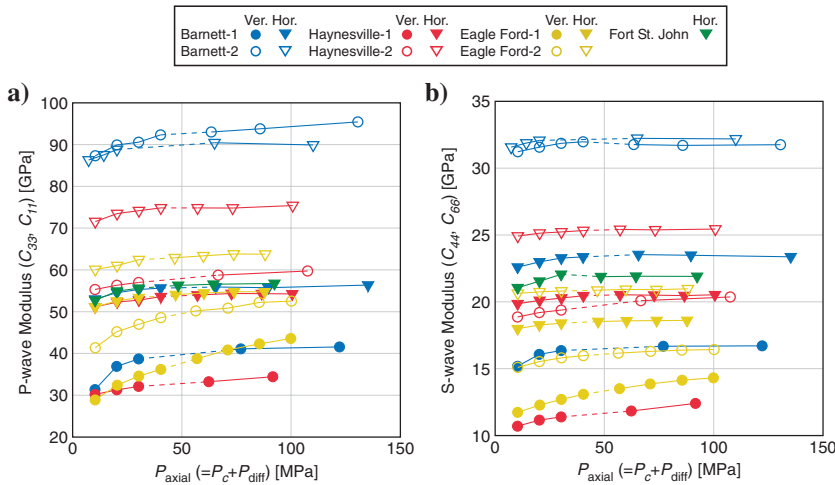 Ver. Hor. Ver. Hor. Ver. Hor. Hor.
Barnett-1 Haynesville-1 Eagle Ford-1 Fort St. John
Barnett-2 Haynesville-2 Eagle Ford-2
a)
100
90
80
70
60
50
40
30
20
P-wave Modulus (C33, C11) [GPa]
0 50 100 150
Paxial (=Pc+Pdiff) [MPa]
b)
35
30
25
20
15
10
S-wave Modulus (C44, C66) [GPa]
0 50 100 150
Paxial (=Pc+Pdiff) [MPa]